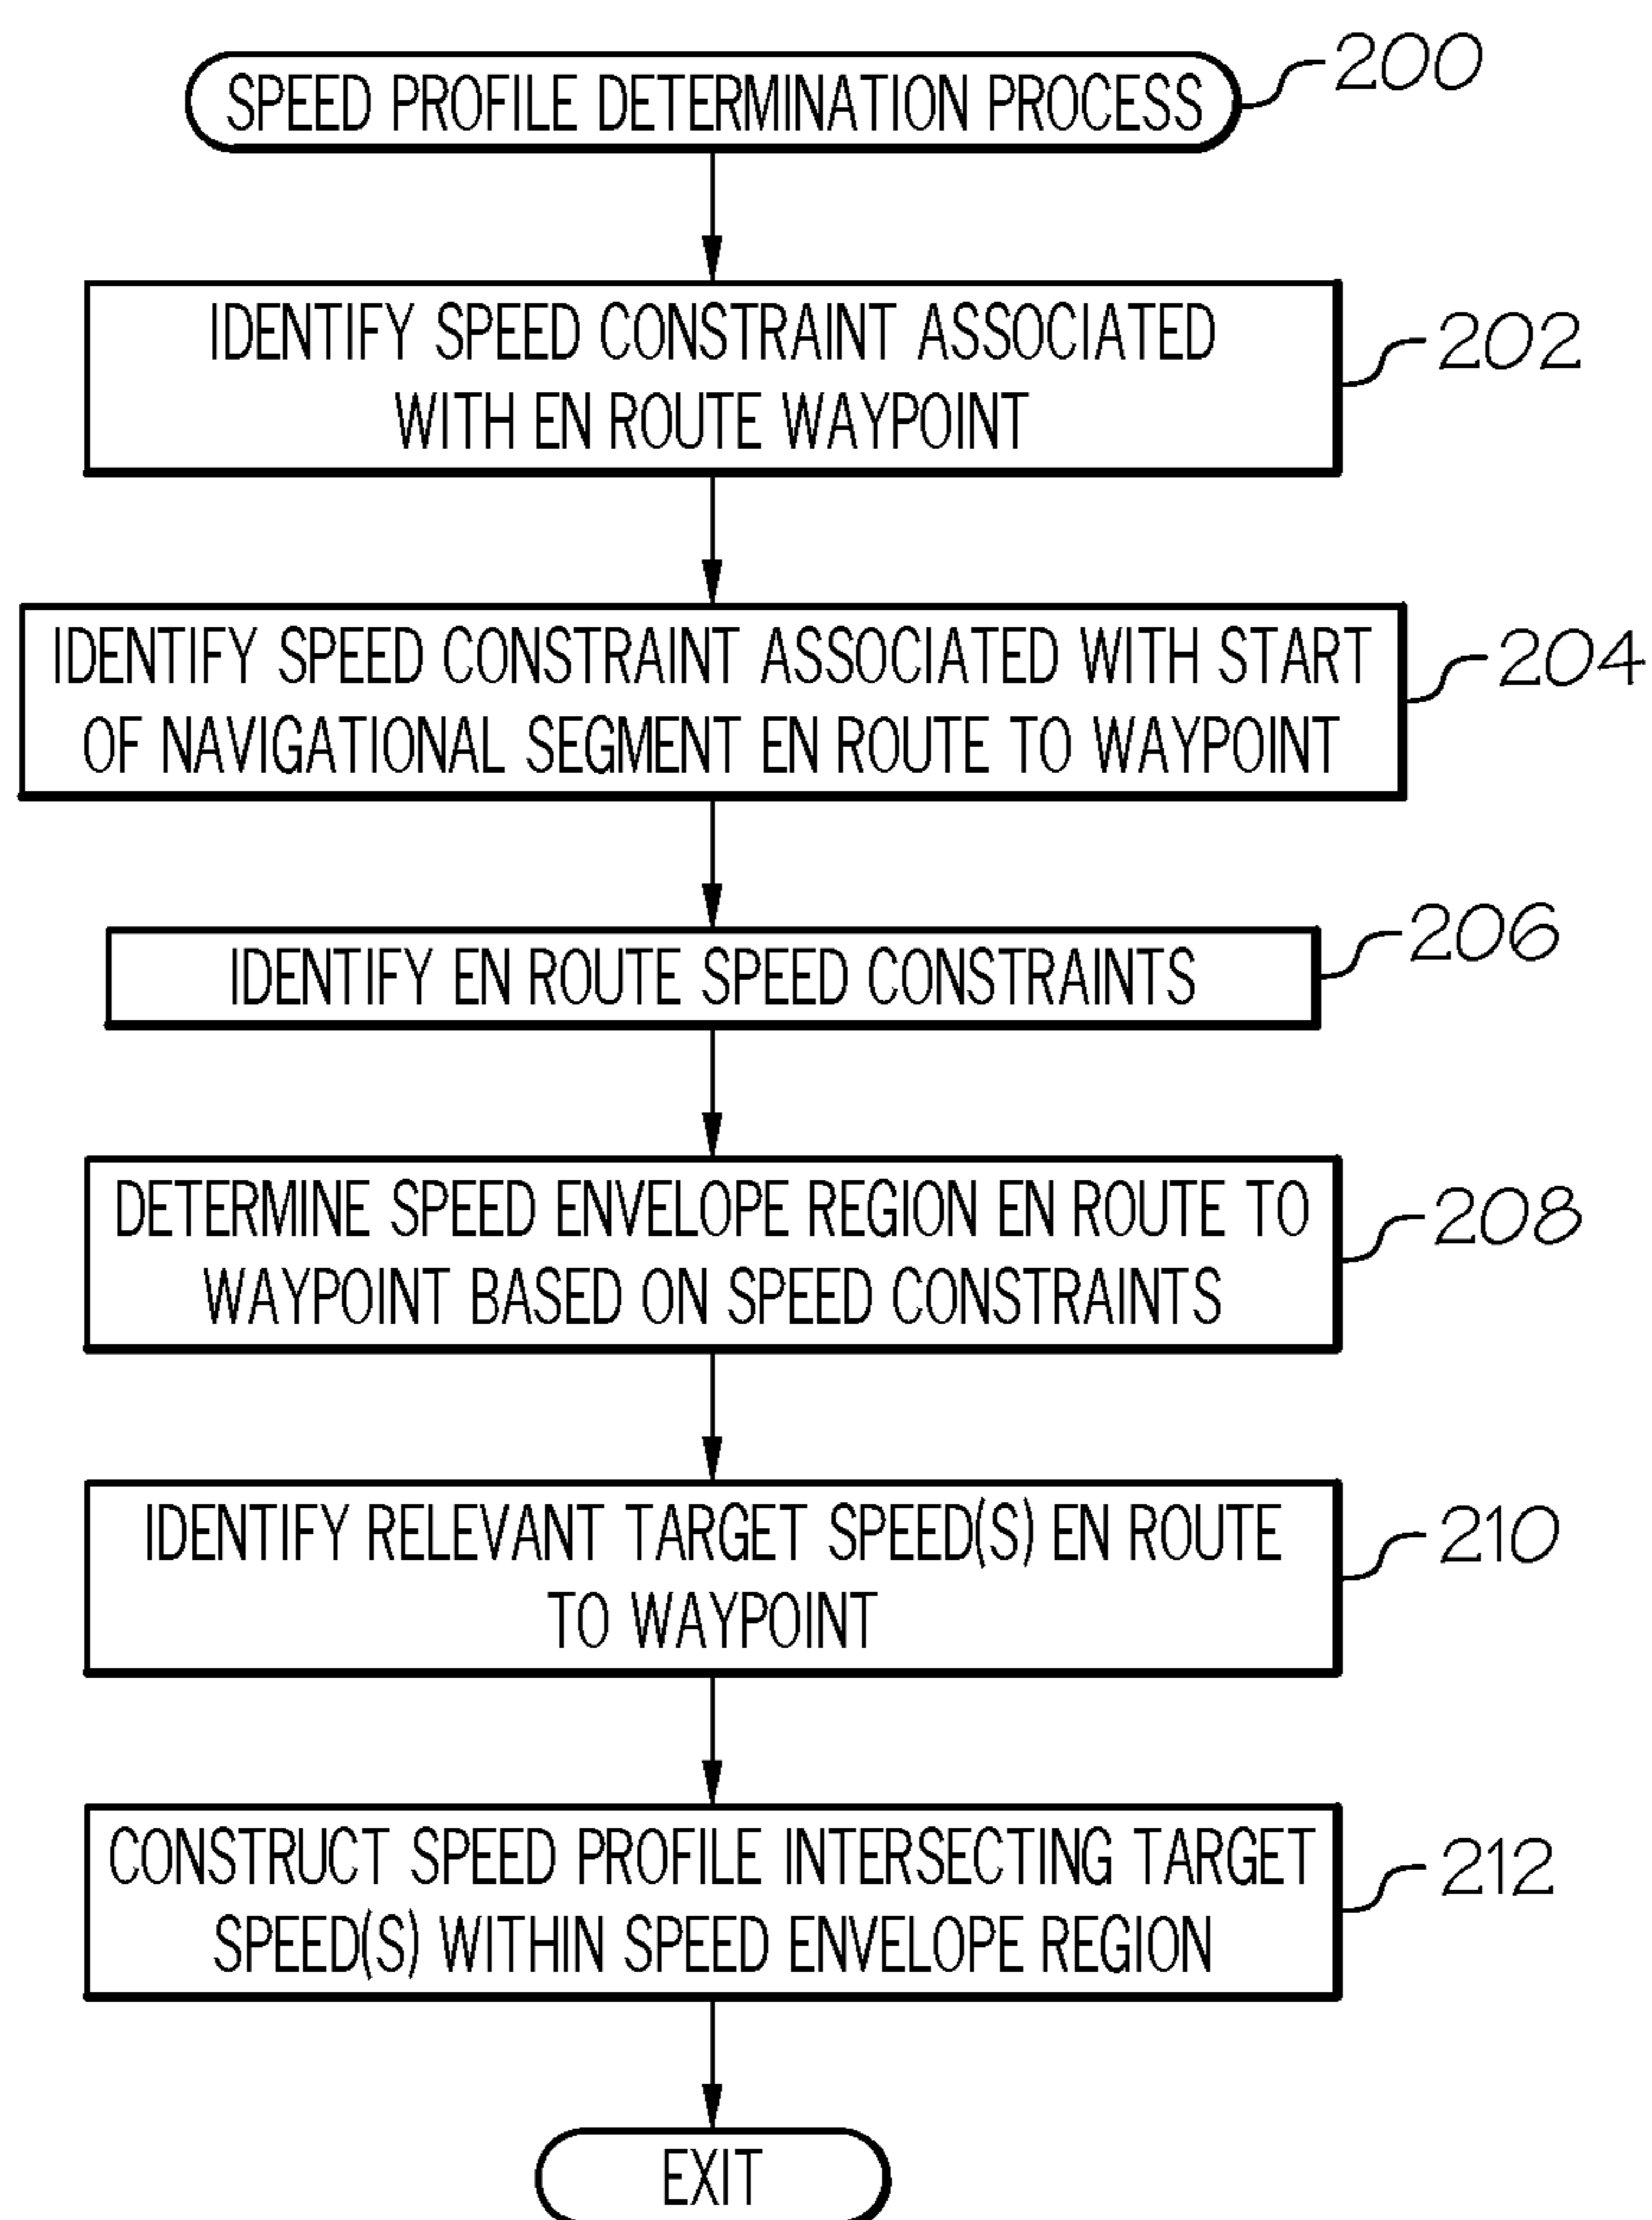 SPEED PROFILE DETERMINATION PROCESS
200
IDENTIFY SPEED CONSTRAINT ASSOCIATED
WITH EN ROUTE WAYPOINT
202
IDENTIFY SPEED CONSTRAINT ASSOCIATED WITH START
OF NAVIGATIONAL SEGMENT EN ROUTE TO WAYPOINT
204
IDENTIFY EN ROUTE SPEED CONSTRAINTS
206
DETERMINE SPEED ENVELOPE REGION EN ROUTE TO
WAYPOINT BASED ON SPEED CONSTRAINTS
208
IDENTIFY RELEVANT TARGET SPEED(S) EN ROUTE
TO WAYPOINT
210
CONSTRUCT SPEED PROFILE INTERSECTING TARGET
SPEED(S) WITHIN SPEED ENVELOPE REGION
212
EXIT